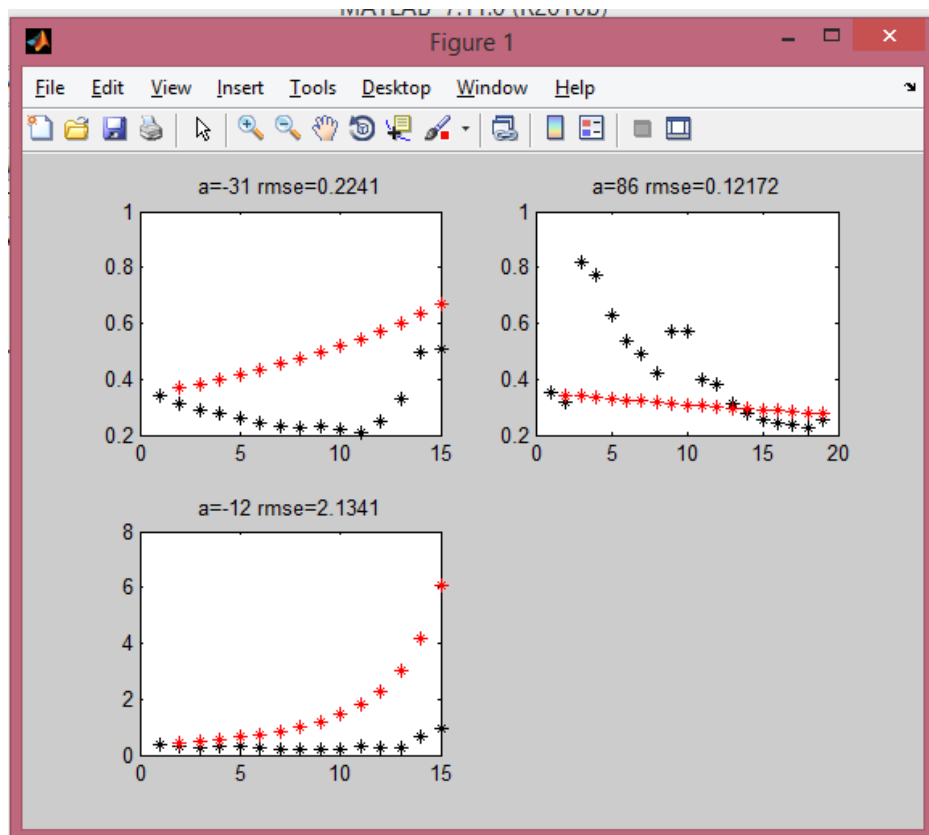 Figure 1
File Edit View Insert Tools Desktop Window Help
a=-31 rmse=0.2241
1
0.8
0.6
0.4
0.2
0 5 10 15
a=86 rmse=0.12172
1
0.8
0.6
0.4
0.2
0 5 10 15 20
a=-12 rmse=2.1341
8
6
4
2
0
0 5 10 15